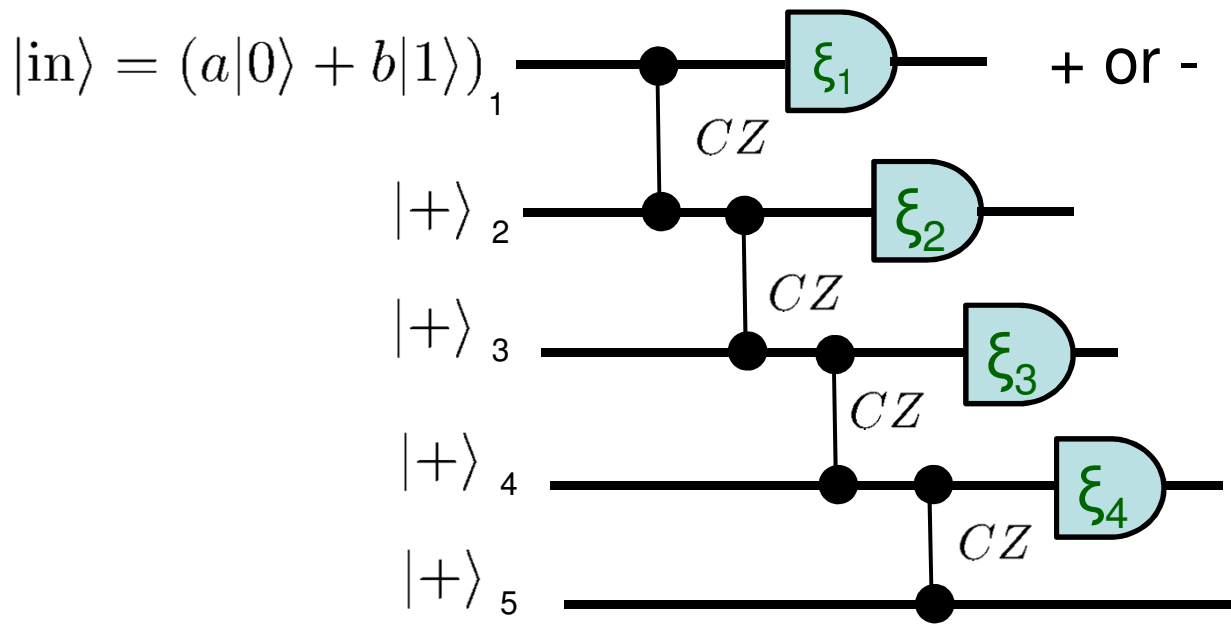 |in⟩ = (a|0⟩ + b|1⟩)₁ ξ₁ + or -
CZ
|+⟩ ₂ ξ₂
CZ
|+⟩ ₃ ξ₃
CZ
|+⟩ ₄ ξ₄
CZ
|+⟩ ₅